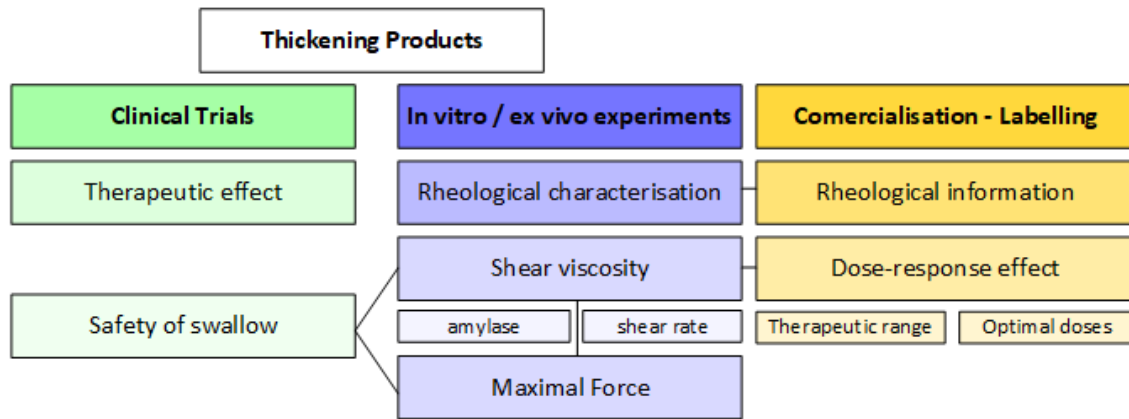 Thickening Products
Clinical Trials
In vitro / ex vivo experiments
Comercialisation - Labelling
Therapeutic effect
Rheological characterisation
Rheological information
Shear viscosity
Dose-response effect
Safety of swallow
amylase
shear rate
Therapeutic range
Optimal doses
Maximal Force